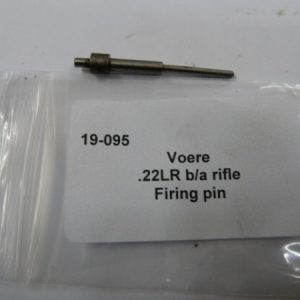 19-095
Voere
.22LR b/a rifle
Firing pin